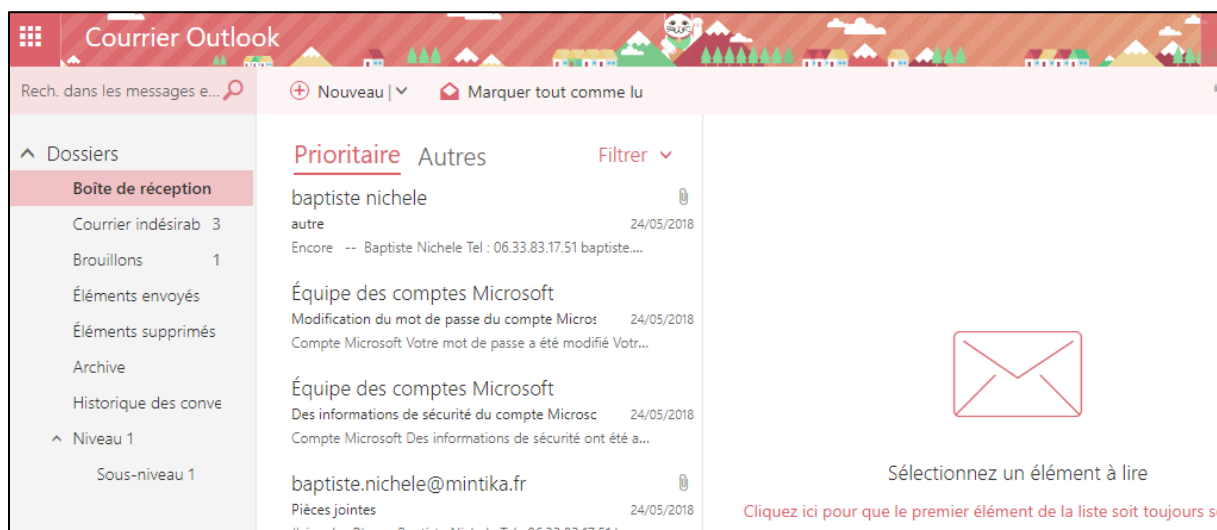 Courrier Outlook
Rech. dans les messages e...
Nouveau
Marquer tout comme lu
Dossiers
Boîte de réception
Courrier indésirab 3
Brouillons 1
Éléments envoyés
Éléments supprimés
Archive
Historique des conve
Niveau 1
Sous-niveau 1
Prioritaire Autres Filtrer
baptiste nichele
autre 24/05/2018
Encore -- Baptiste Nichele Tel : 06.33.83.17.51 baptiste....
Équipe des comptes Microsoft
Modification du mot de passe du compte Micros 24/05/2018
Compte Microsoft Votre mot de passe a été modifié Votr...
Équipe des comptes Microsoft
Des informations de sécurité du compte Microsc 24/05/2018
Compte Microsoft Des informations de sécurité ont été a...
baptiste.nichele@mintika.fr
Pièces jointes 24/05/2018
Sélectionnez un élément à lire
Cliquez ici pour que le premier élément de la liste soit toujours s